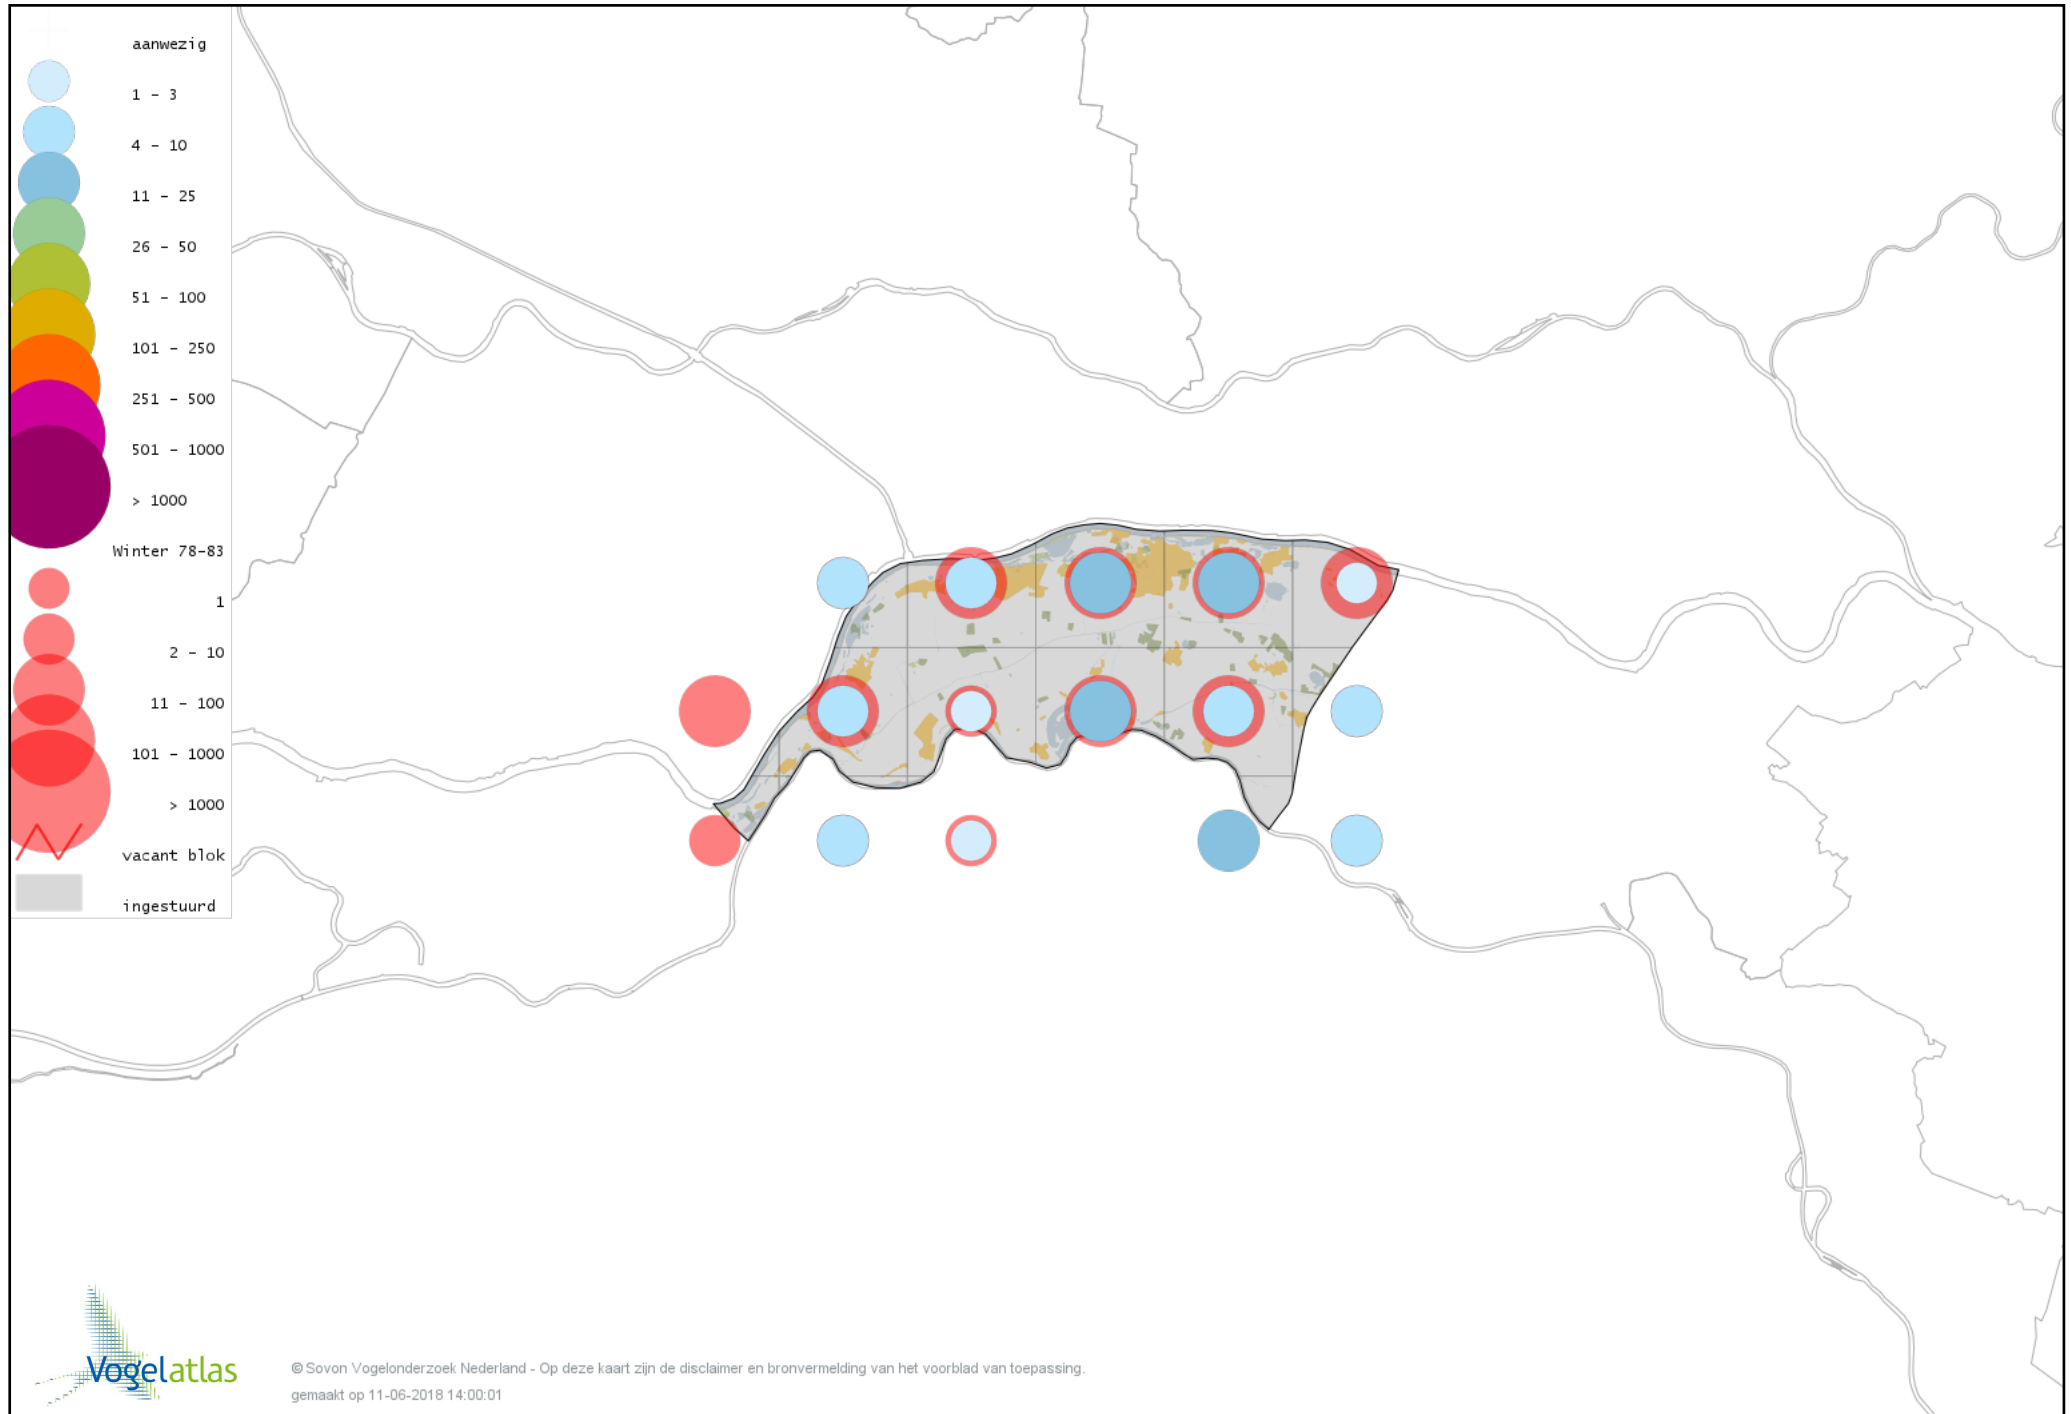 aanwezig
1 - 3
4 - 10
11 - 25
26 - 50
51 - 100
101 - 250
251 - 500
501 - 1000
> 1000
Winter 78-83
1
2 - 10
11 - 100
101 - 1000
> 1000
vacant blok
ingestuurd
Vogelatlas
© Sovon Vogelonderzoek Nederland - Op deze kaart zijn de disclaimer en bronvermelding van het voorblad van toepassing.
gemaakt op 11-06-2018 14:00:01